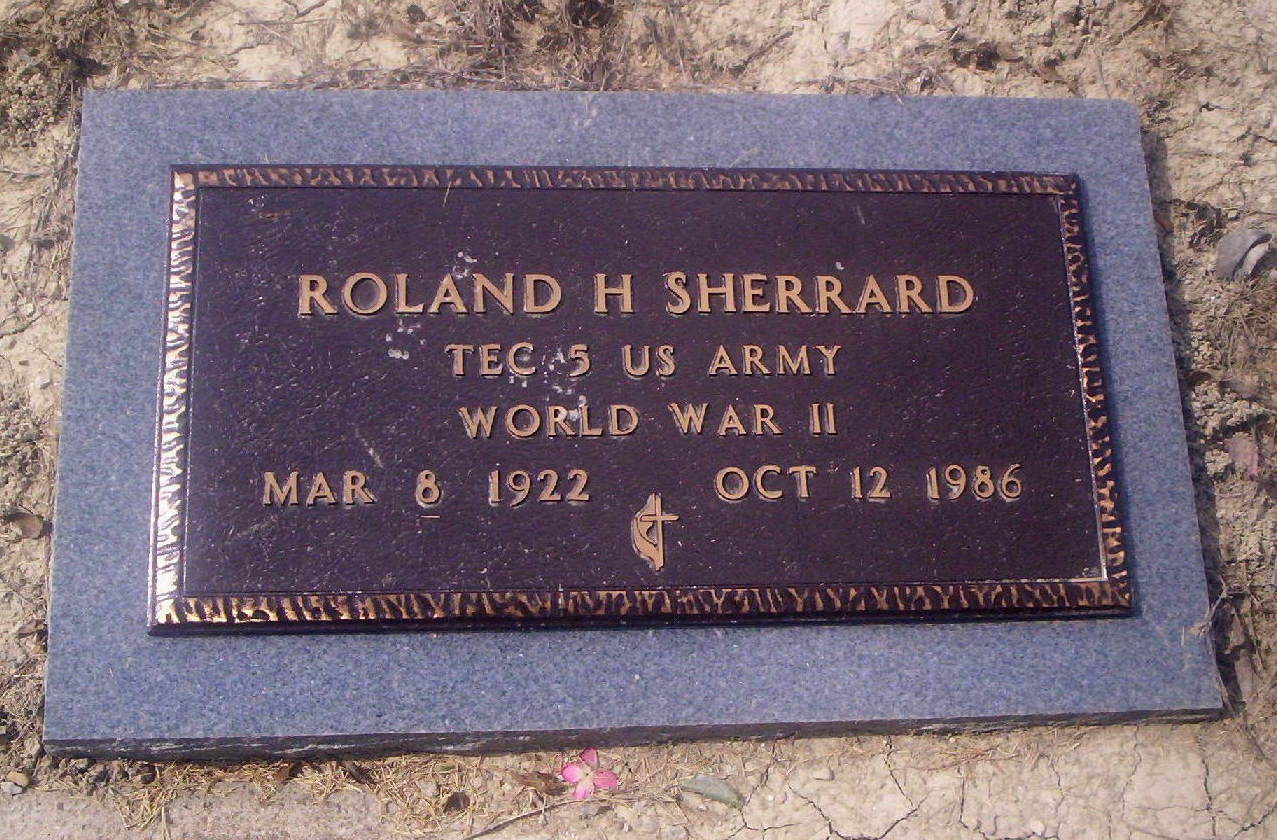 ROLAND H SHERRARD
TEC 5 US ARMY
WORLD WAR II
MAR 8 1922 OCT 12 1986